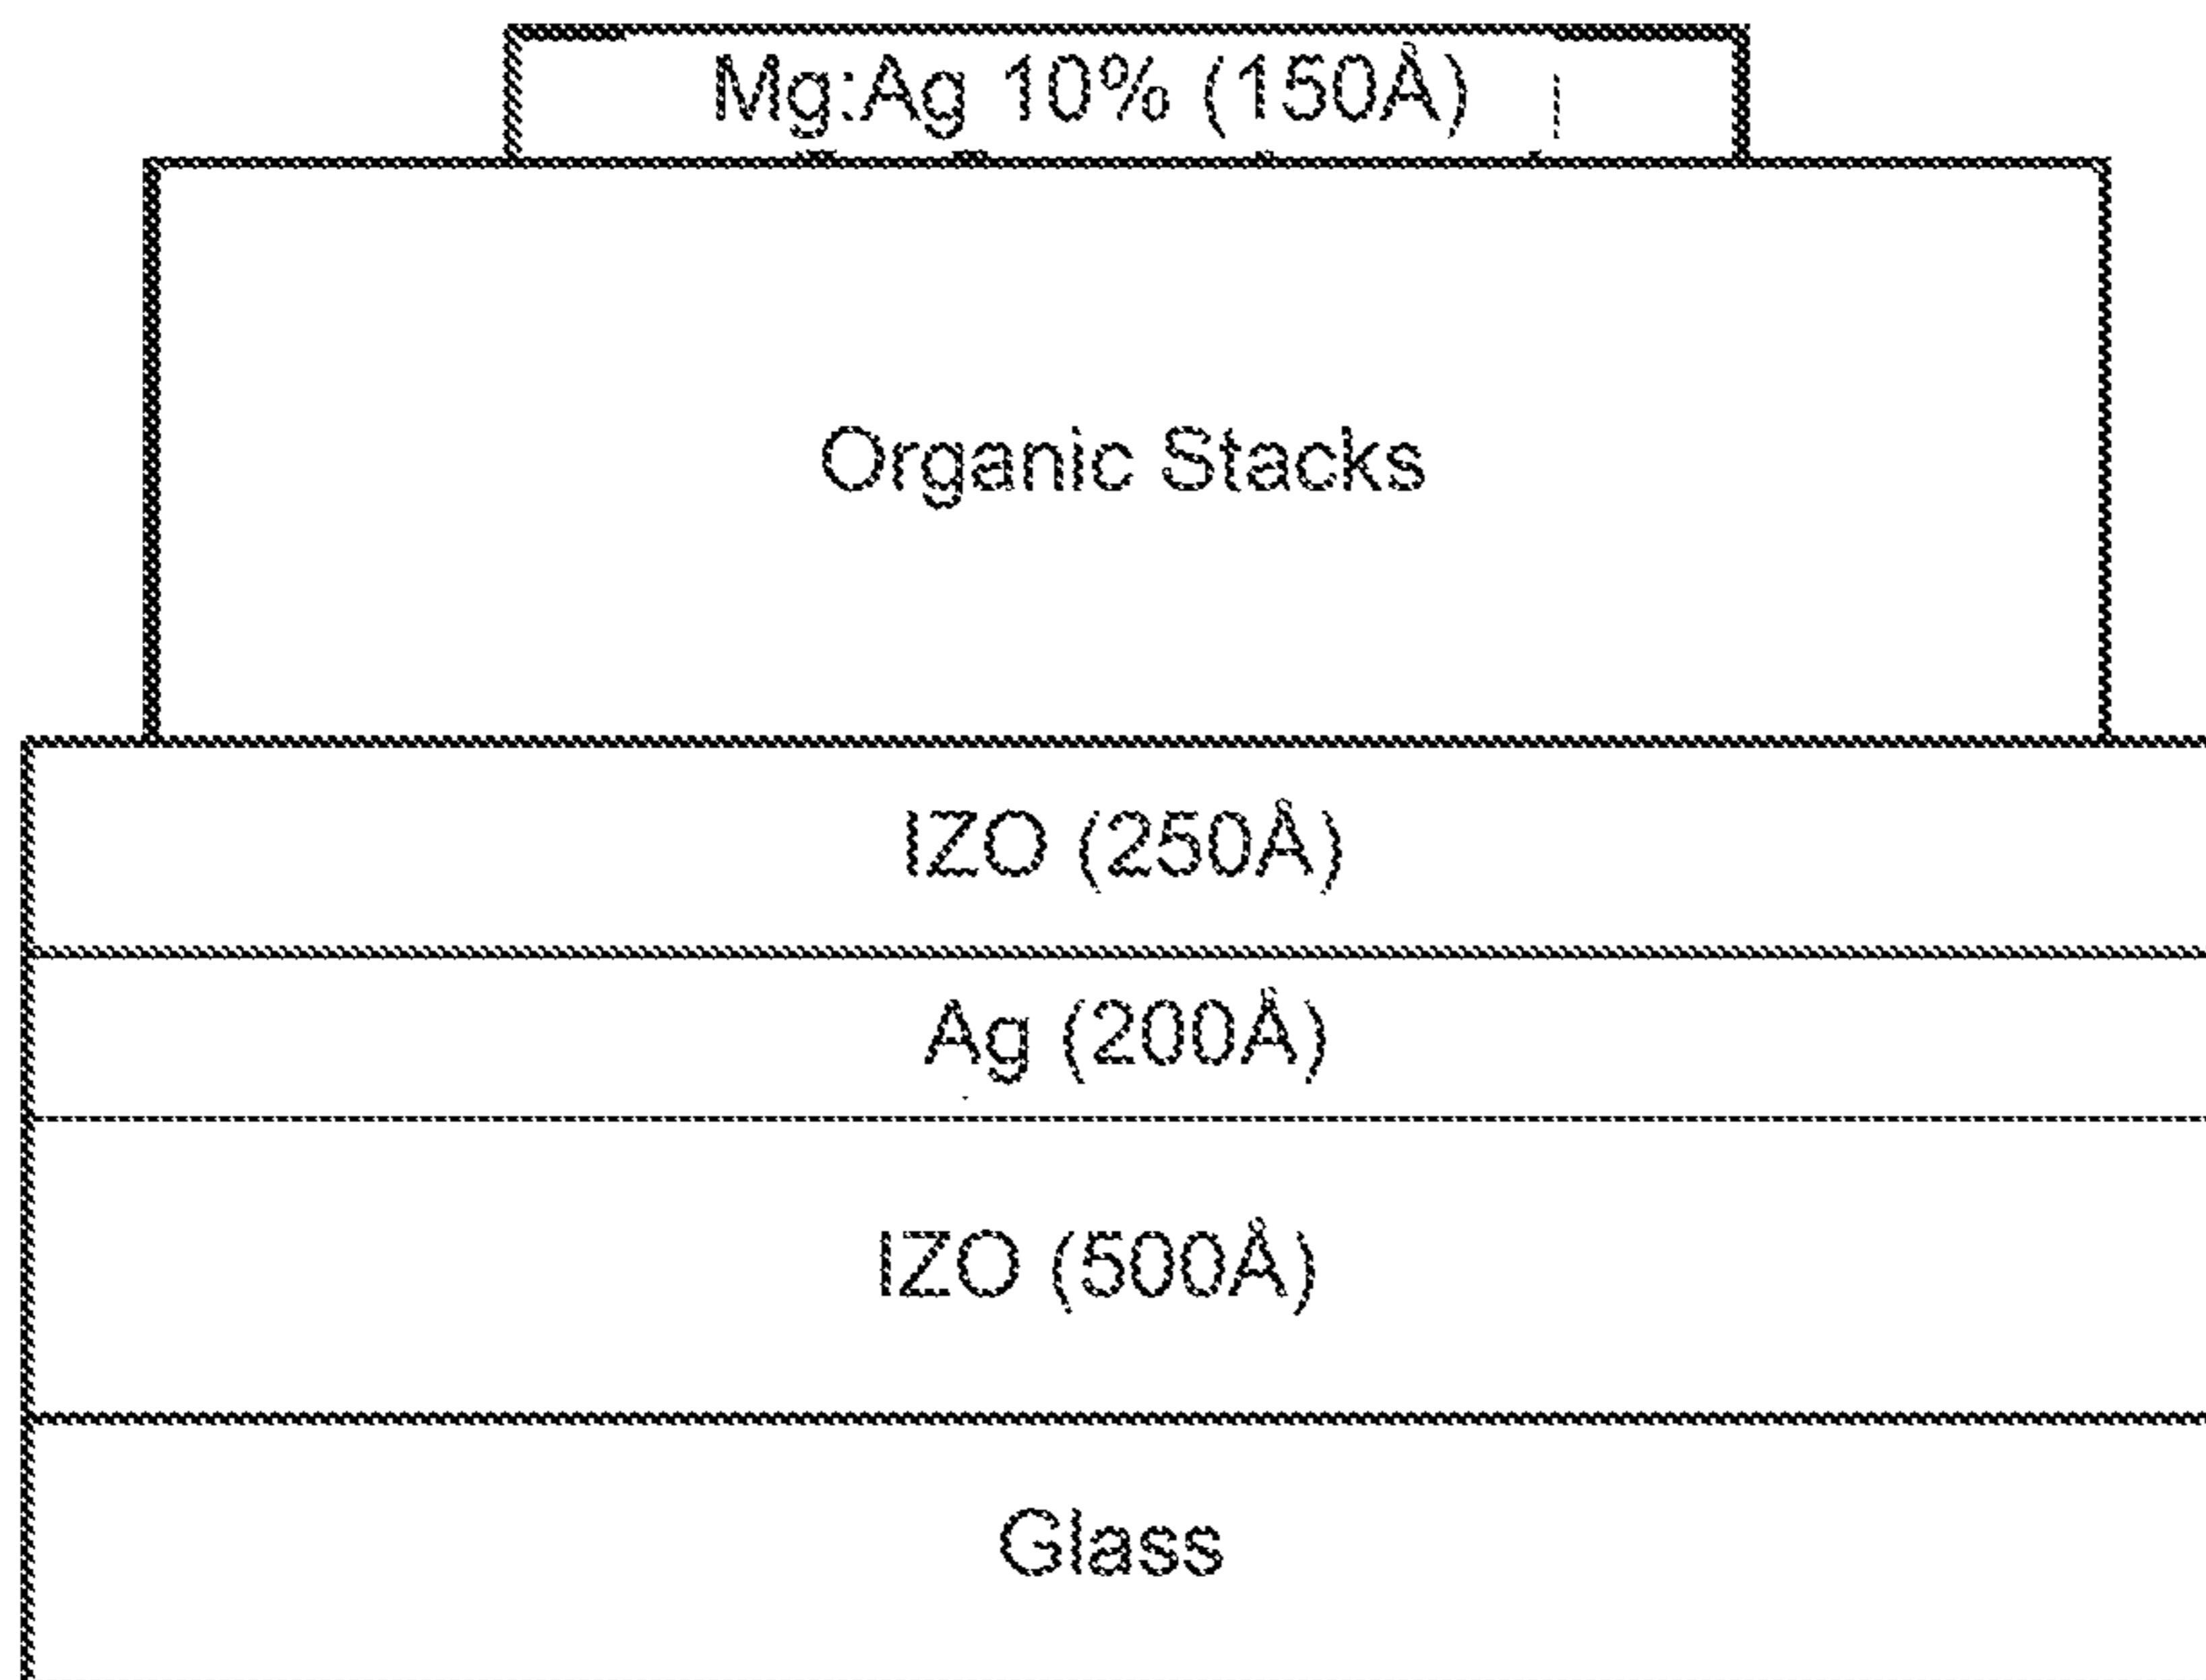 Mg:Ag 10% (150Å)
Organic Stacks
IZO (250Å)
Ag (200Å)
IZO (500Å)
Glass